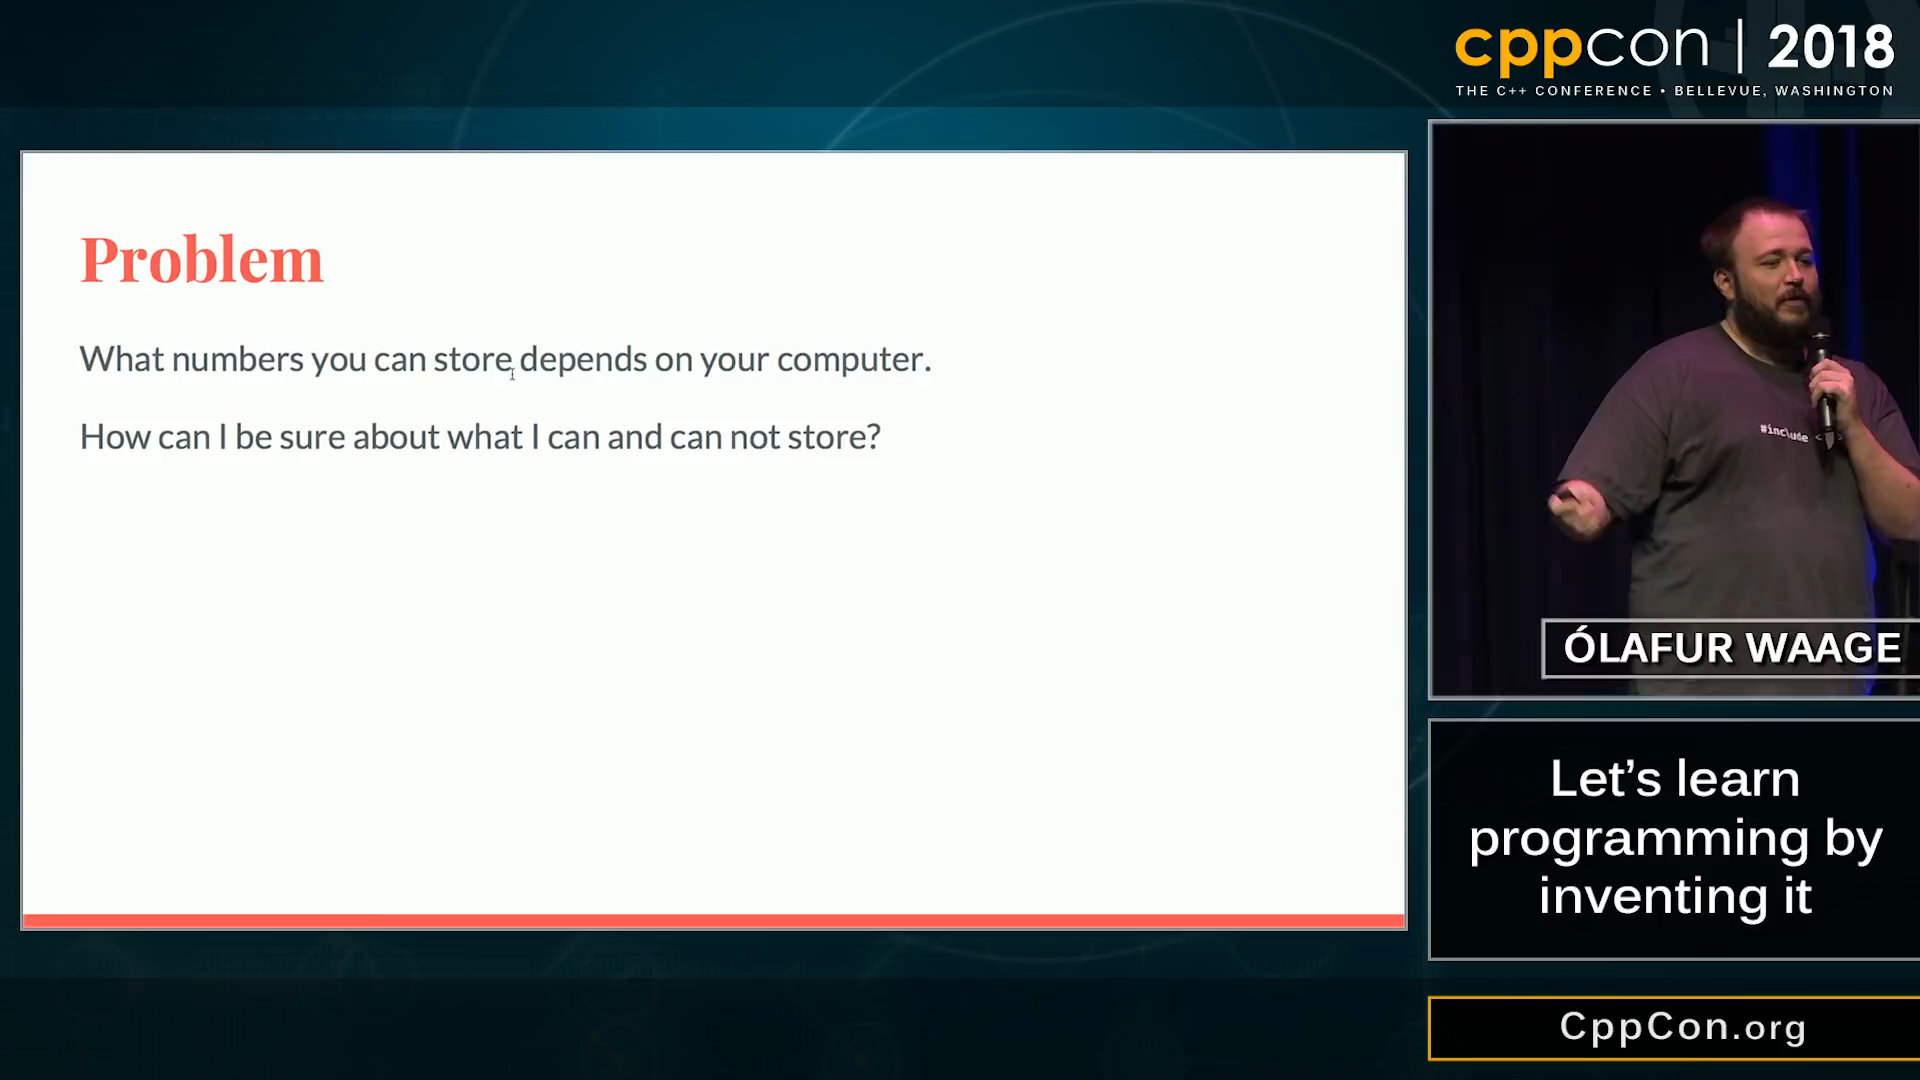 cppcon | 2018
THE C++ CONFERENCE • BELLEVUE, WASHINGTON
Problem
What numbers you can store depends on your computer.
How can I be sure about what I can and can not store?
#include <
ÓLAFUR WAAGE
Let’s learn
programming by
inventing it
CppCon.org